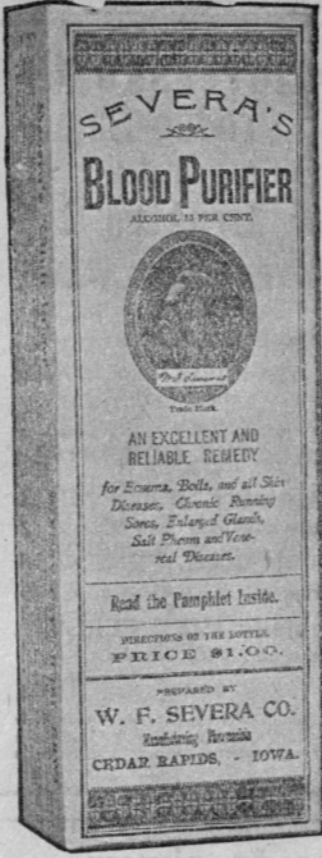 SEVERA'S
BLOOD PURIFIER
ALCOHOL 15 PER CENT.
W. F. Severa
Trade Mark.
AN EXCELLENT AND
RELIABLE REMEDY
for Eczema, Boils, and all Skin
Diseases, Chronic Running
Sores, Enlarged Glands,
Salt Rheum and Vene-
real Diseases.
Read the Pamphlet Inside.
DIRECTIONS ON THE BOTTLE.
PRICE $1.00.
PREPARED BY
W. F. SEVERA CO.
Manufacturing Pharmacists
CEDAR RAPIDS, - IOWA.